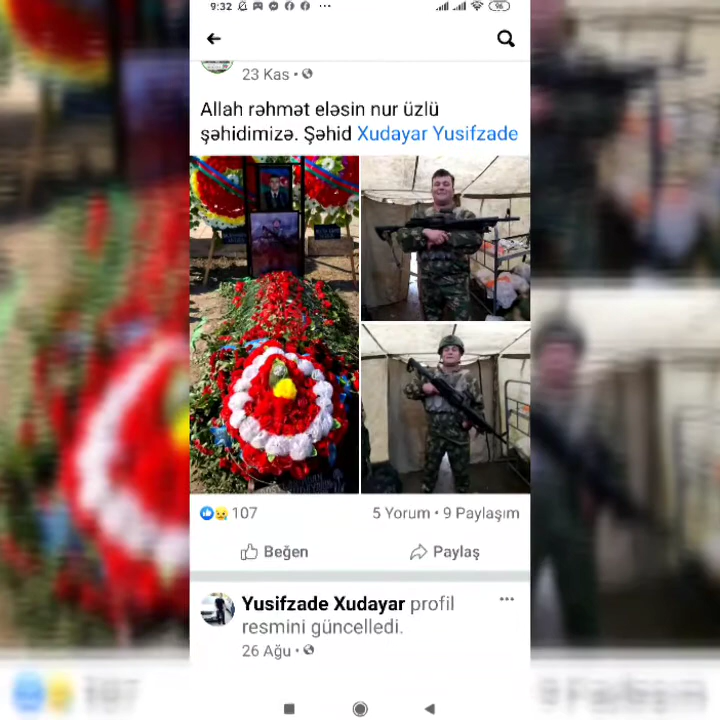 9:32
96
23 Kas
Allah rəhmət eləsin nur üzlü
şəhidimizə. Şəhid Xudayar Yusifzade
107
5 Yorum • 9 Paylaşım
Beğen
Paylaş
Yusifzade Xudayar profil
resmini güncelledi.
26 Ağu